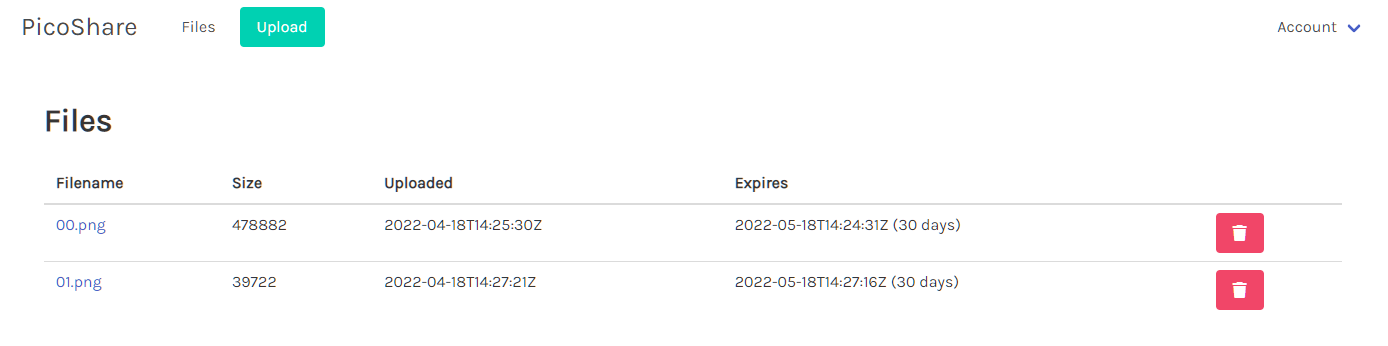 PicoShare Files Upload Account
Files
Filename Size Uploaded Expires
00.png 478882 2022-04-18T14:25:30Z 2022-05-18T14:24:31Z (30 days)
01.png 39722 2022-04-18T14:27:21Z 2022-05-18T14:27:16Z (30 days)